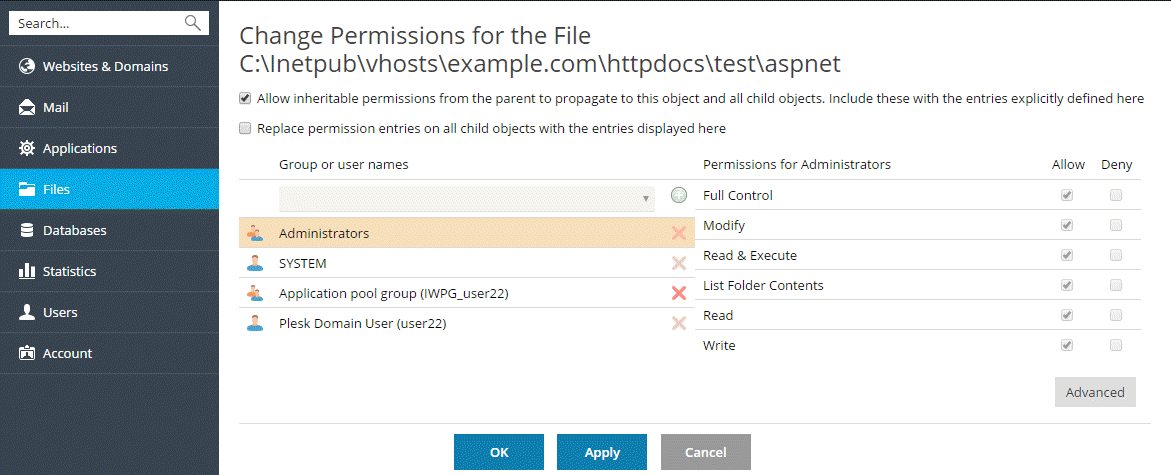 Search...
Websites & Domains
Mail
Applications
Files
Databases
Statistics
Users
Account
Change Permissions for the File
C:\Inetpub\vhosts\example.com\httpdocs\test\aspnet
Allow inheritable permissions from the parent to propagate to this object and all child objects. Include these with the entries explicitly defined here
Replace permission entries on all child objects with the entries displayed here
Group or user names
Administrators
SYSTEM
Application pool group (IWPG_user22)
Plesk Domain User (user22)
Permissions for Administrators Allow Deny
Full Control
Modify
Read & Execute
List Folder Contents
Read
Write
Advanced
OK Apply Cancel